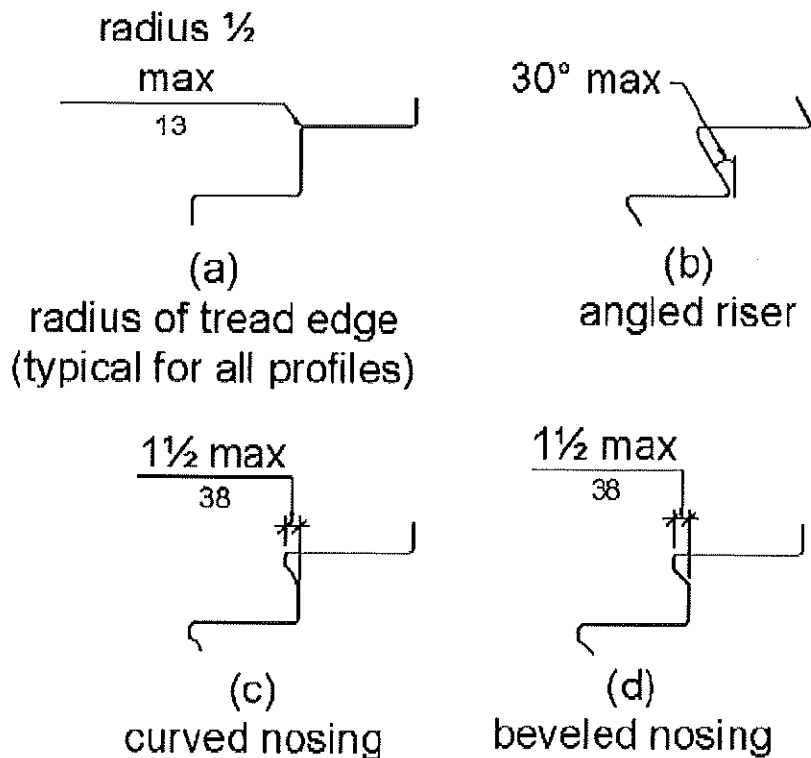 radius ½
max
13
(a)
radius of tread edge
(typical for all profiles)
30° max
(b)
angled riser
1½ max
38
(c)
curved nosing
1½ max
38
(d)
beveled nosing